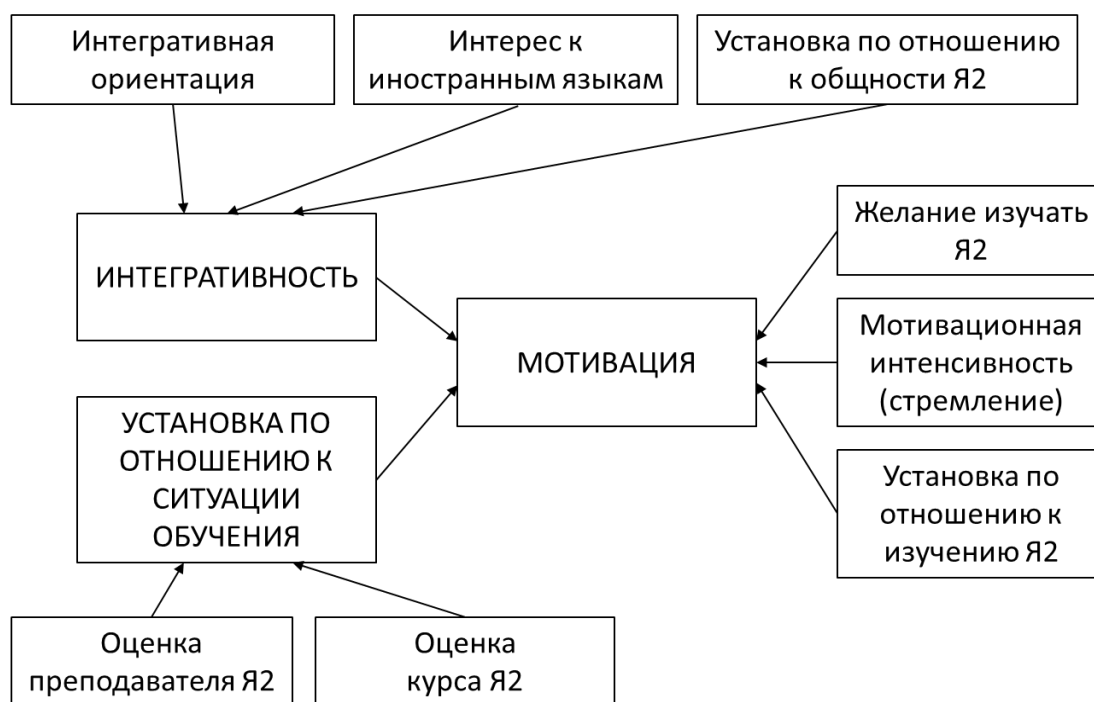 Интегративная
ориентация
Интерес к
иностранным языкам
Установка по отношению
к общности Я2
ИНТЕГРАТИВНОСТЬ
МОТИВАЦИЯ
Желание изучать
Я2
Мотивационная
интенсивность
(стремление)
УСТАНОВКА ПО
ОТНОШЕНИЮ К
СИТУАЦИИ
ОБУЧЕНИЯ
Установка по
отношению к
изучению Я2
Оценка
преподавателя Я2
Оценка
курса Я2